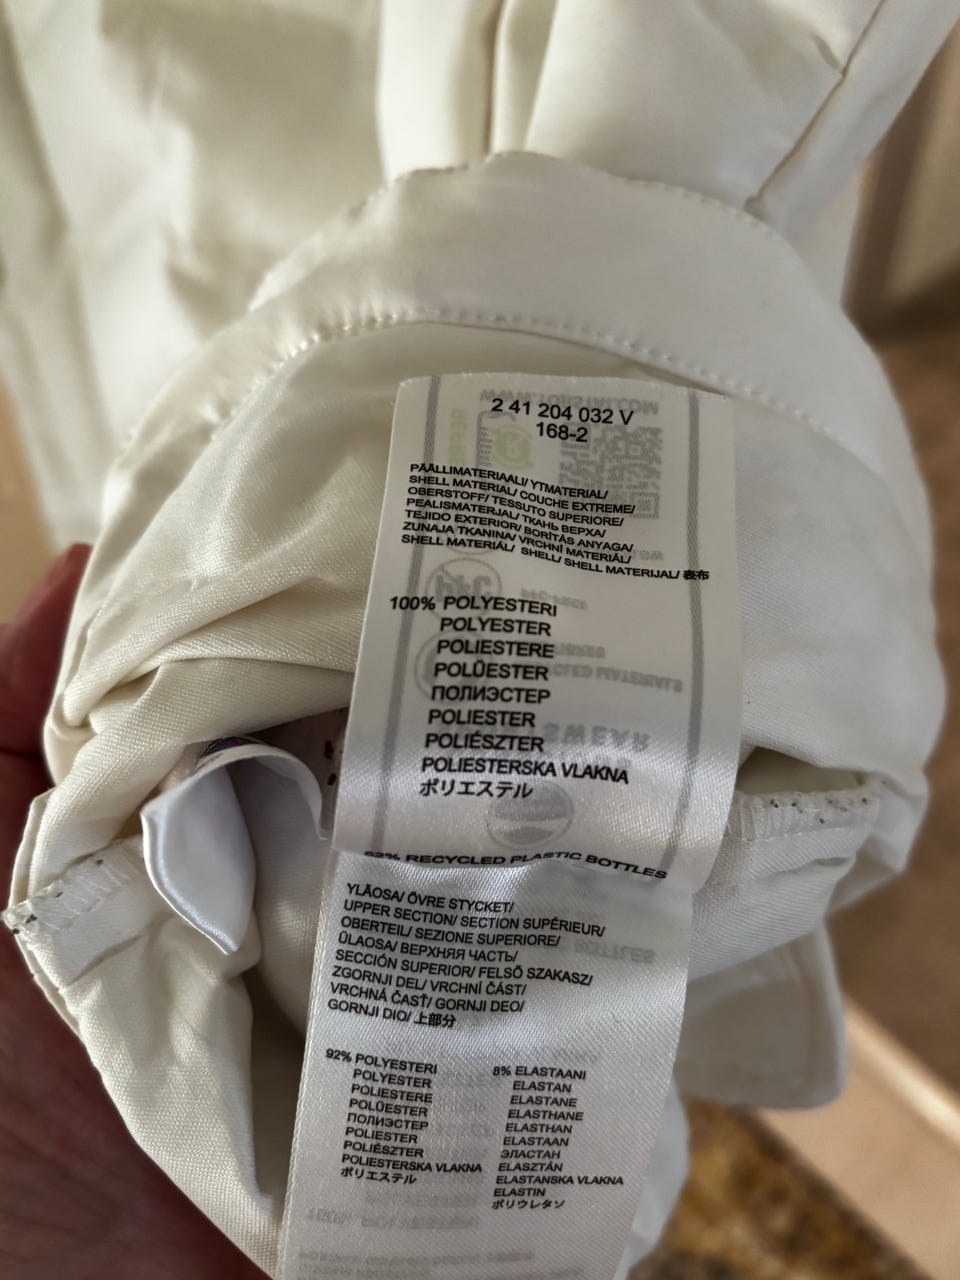 2 41 204 032 V
168-2
PÄÄLLIMATERIAALI/ YTMATERIAL/
SHELL MATERIAL/ COUCHE EXTREME/
OBERSTOFF/ TESSUTO SUPERIORE/
PEALISMATERJAL/ ТКАНЬ ВЕРХА/
TEJIDO EXTERIOR/ BORÍTÁS ANYAGA/
ZUNAJA TKANINA/ VRCHNÍ MATERIÁL/
SHELL MATERIÁL/ SHELL/ SHELL MATERIJAL/ 表布
100% POLYESTERI
POLYESTER
POLIESTERE
POLÜESTER
ПОЛИЭСТЕР
POLIESTER
POLIÉSZTER
POLIESTERSKA VLAKNA
ポリエステル
82% RECYCLED PLASTIC BOTTLES
YLÄOSA/ ÖVRE STYCKET/
UPPER SECTION/ SECTION SUPÉRIEUR/
OBERTEIL/ SEZIONE SUPERIORE/
ÜLAOSA/ ВЕРХНЯЯ ЧАСТЬ/
SECCIÓN SUPERIOR/ FELSŐ SZAKASZ/
ZGORNJI DEL/ VRCHNÍ ČÁST/
VRCHNÁ ČASŤ/ GORNJI DEO/
GORNJI DIO/ 上部分
92% POLYESTERI
POLYESTER
POLIESTERE
POLÜESTER
ПОЛИЭСТЕР
POLIESTER
POLIÉSZTER
POLIESTERSKA VLAKNA
ポリエステル
8% ELASTAANI
ELASTAN
ELASTANE
ELASTHANE
ELASTHAN
ELASTAAN
ЭЛАСТАН
ELASZTÁN
ELASTANSKA VLAKNA
ELASTIN
ポリウレタン